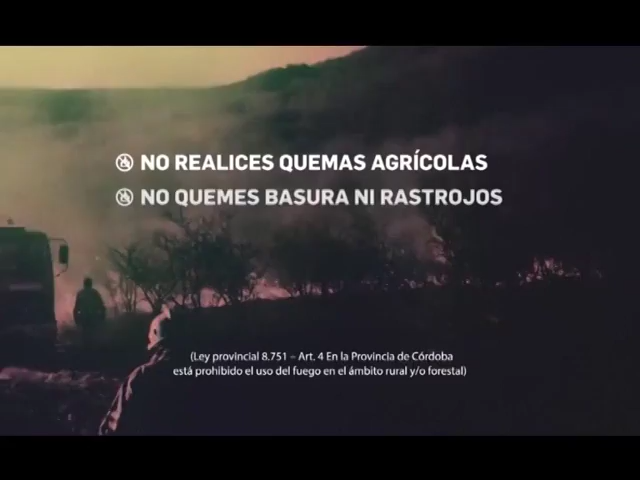 NO REALICES QUEMAS AGRÍCOLAS
NO QUEMES BASURA NI RASTROJOS
(Ley provincial 8.751 – Art. 4 En la Provincia de Córdoba
está prohibido el uso del fuego en el ámbito rural y/o forestal)